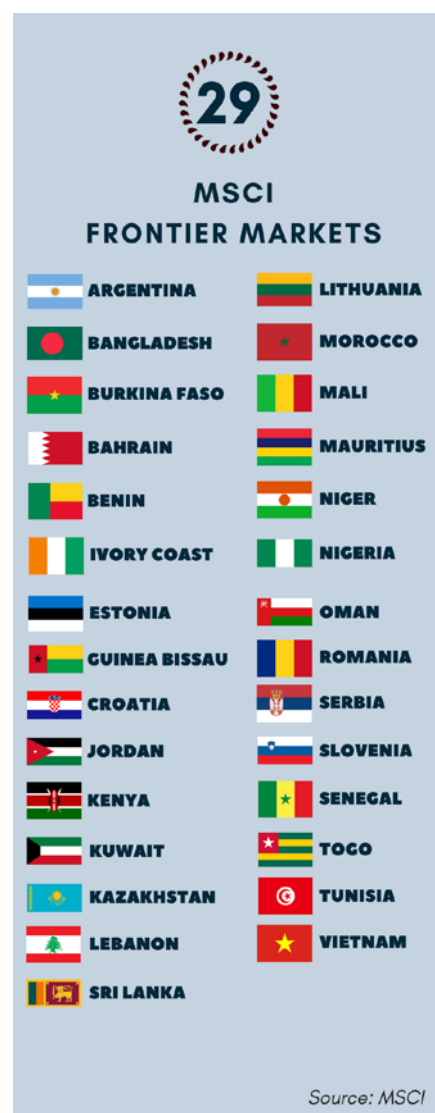 29
MSCI
FRONTIER MARKETS
ARGENTINA
BANGLADESH
BURKINA FASO
BAHRAIN
BENIN
IVORY COAST
ESTONIA
GUINEA BISSAU
CROATIA
JORDAN
KENYA
KUWAIT
KAZAKHSTAN
LEBANON
SRI LANKA
LITHUANIA
MOROCCO
MALI
MAURITIUS
NIGER
NIGERIA
OMAN
ROMANIA
SERBIA
SLOVENIA
SENEGAL
TOGO
TUNISIA
VIETNAM
Source: MSCI